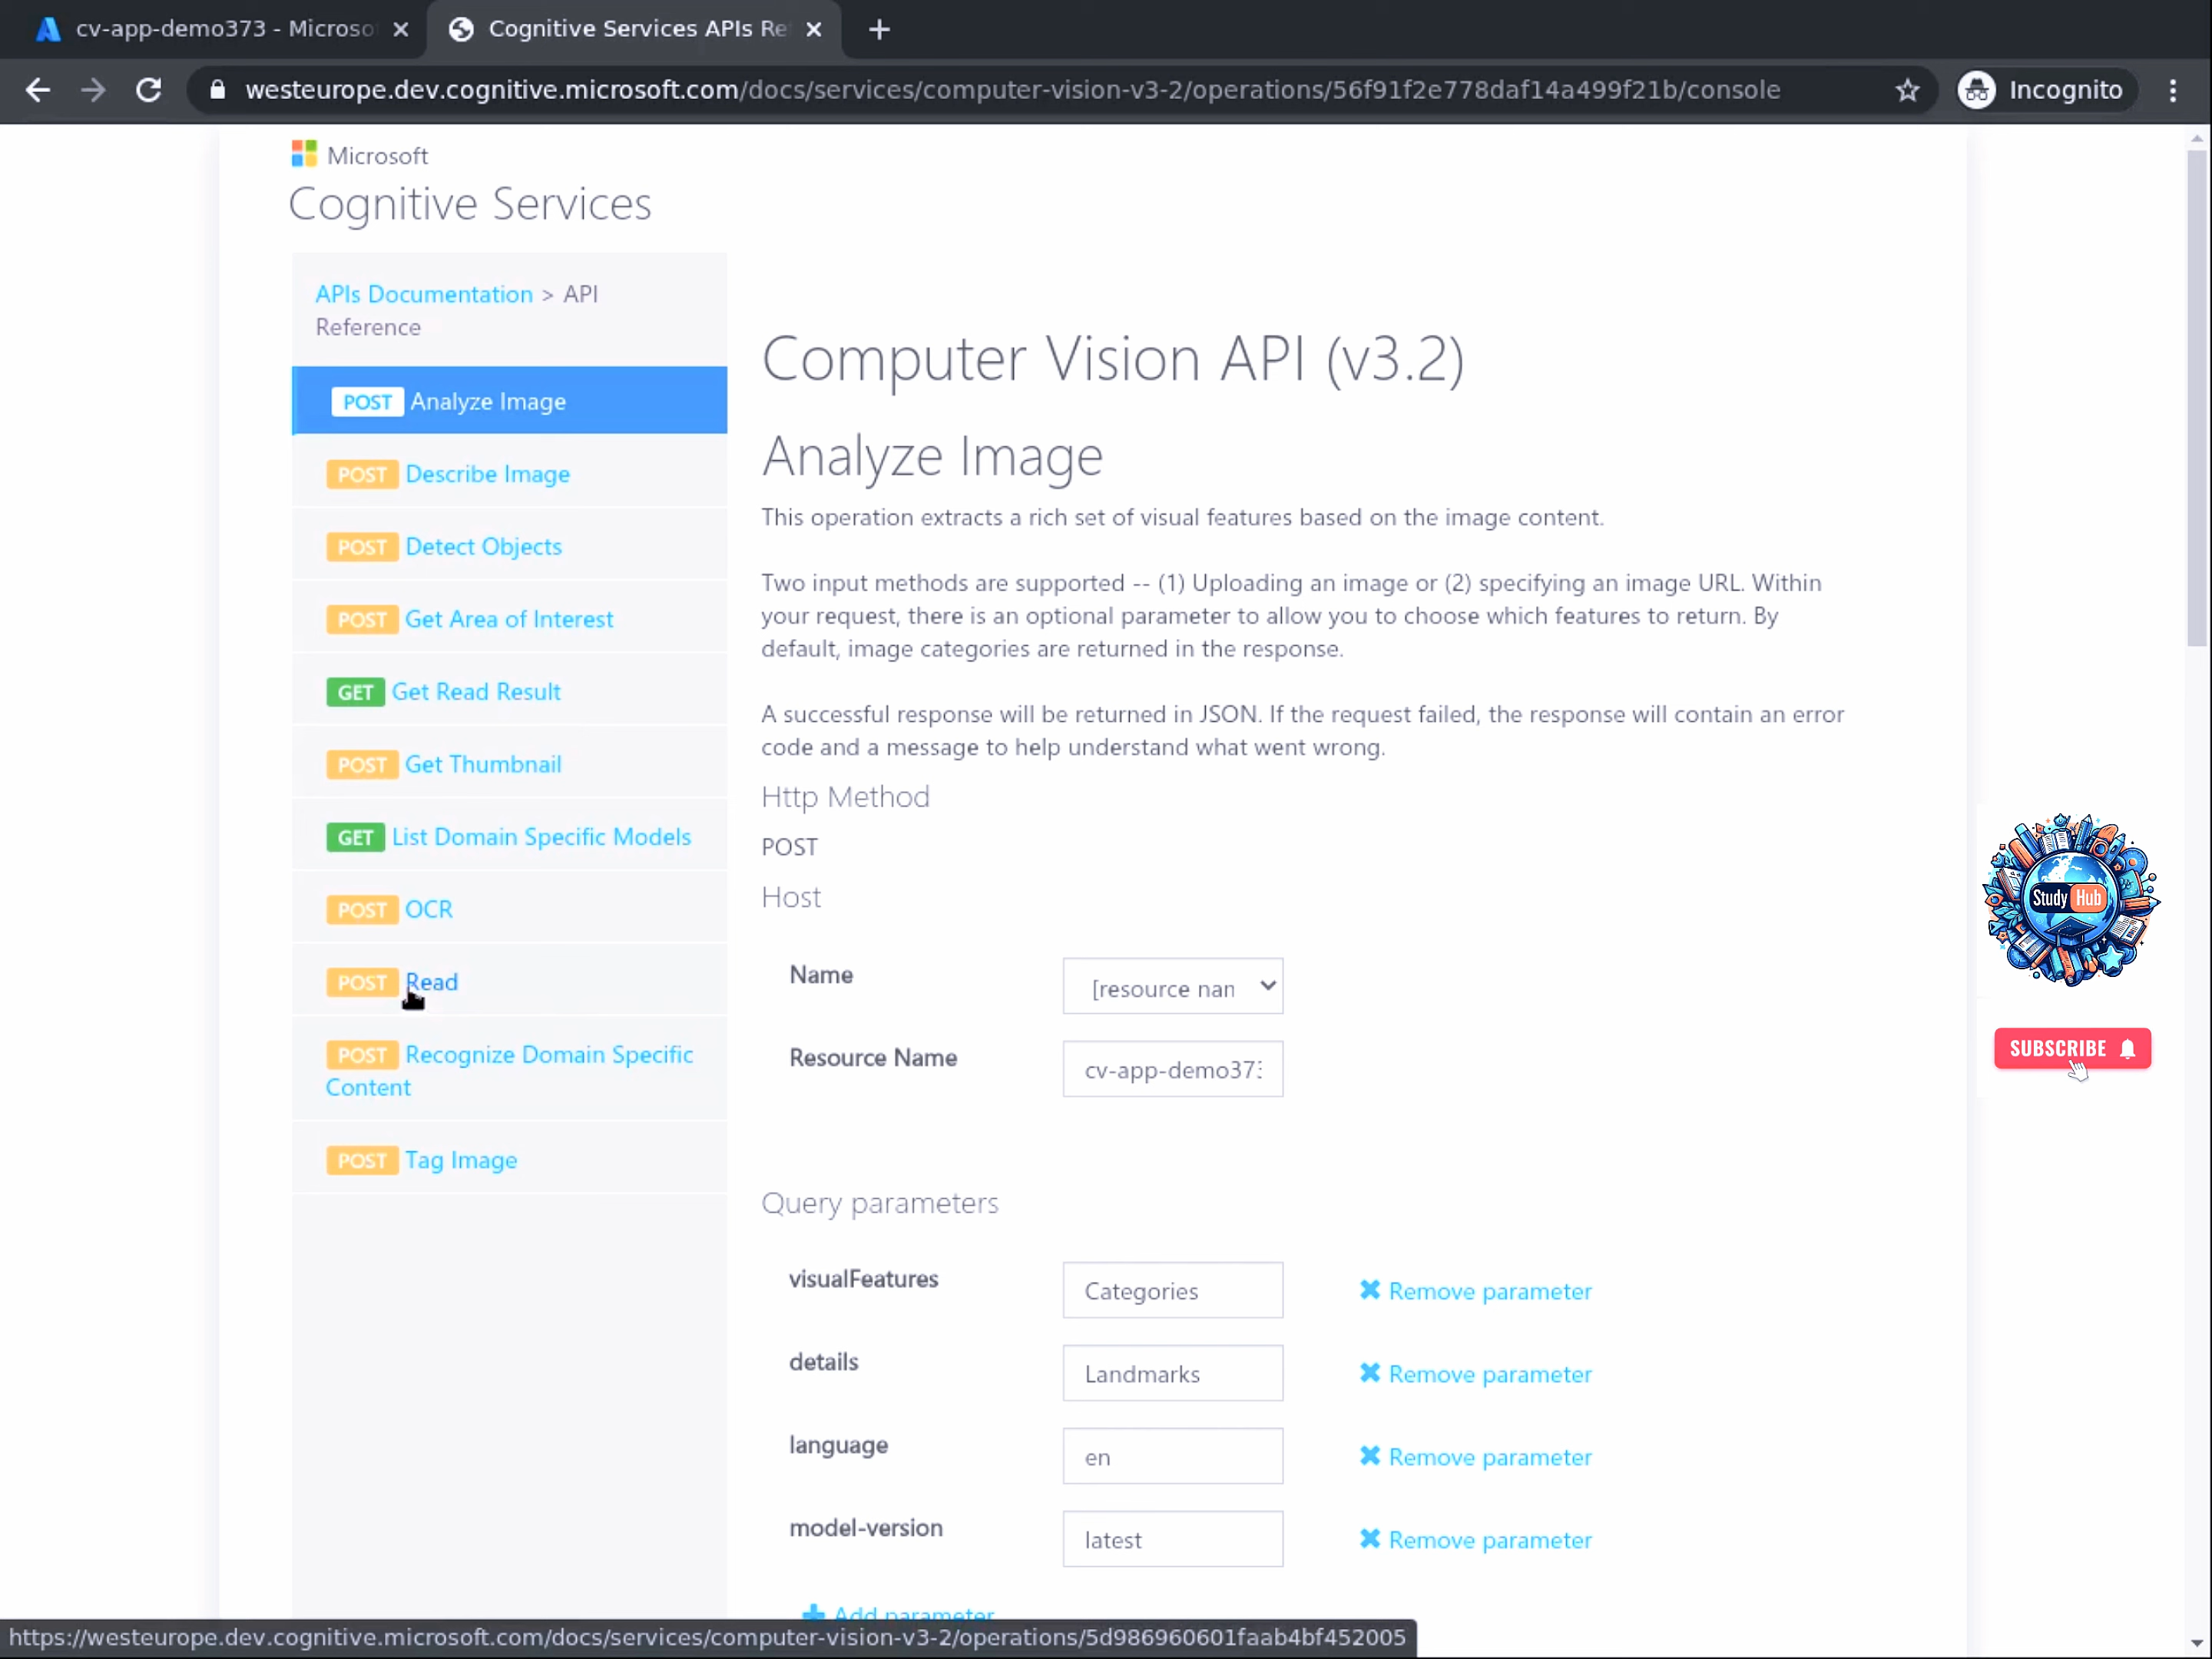 cv-app-demo373 - Microso
Cognitive Services APIs Re
westeurope.dev.cognitive.microsoft.com/docs/services/computer-vision-v3-2/operations/56f91f2e778daf14a499f21b/console
Incognito
Microsoft
Cognitive Services
APIs Documentation > API
Reference
POST Analyze Image
POST Describe Image
POST Detect Objects
POST Get Area of Interest
GET Get Read Result
POST Get Thumbnail
GET List Domain Specific Models
POST OCR
POST Read
POST Recognize Domain Specific
Content
POST Tag Image
Computer Vision API (v3.2)
Analyze Image
This operation extracts a rich set of visual features based on the image content.
Two input methods are supported -- (1) Uploading an image or (2) specifying an image URL. Within
your request, there is an optional parameter to allow you to choose which features to return. By
default, image categories are returned in the response.
A successful response will be returned in JSON. If the request failed, the response will contain an error
code and a message to help understand what went wrong.
Http Method
POST
Host
Name [resource nan
Resource Name cv-app-demo373
Query parameters
visualFeatures Categories Remove parameter
details Landmarks Remove parameter
language en Remove parameter
model-version latest Remove parameter
Add parameter
Study Hub
SUBSCRIBE
https://westeurope.dev.cognitive.microsoft.com/docs/services/computer-vision-v3-2/operations/5d986960601faab4bf452005